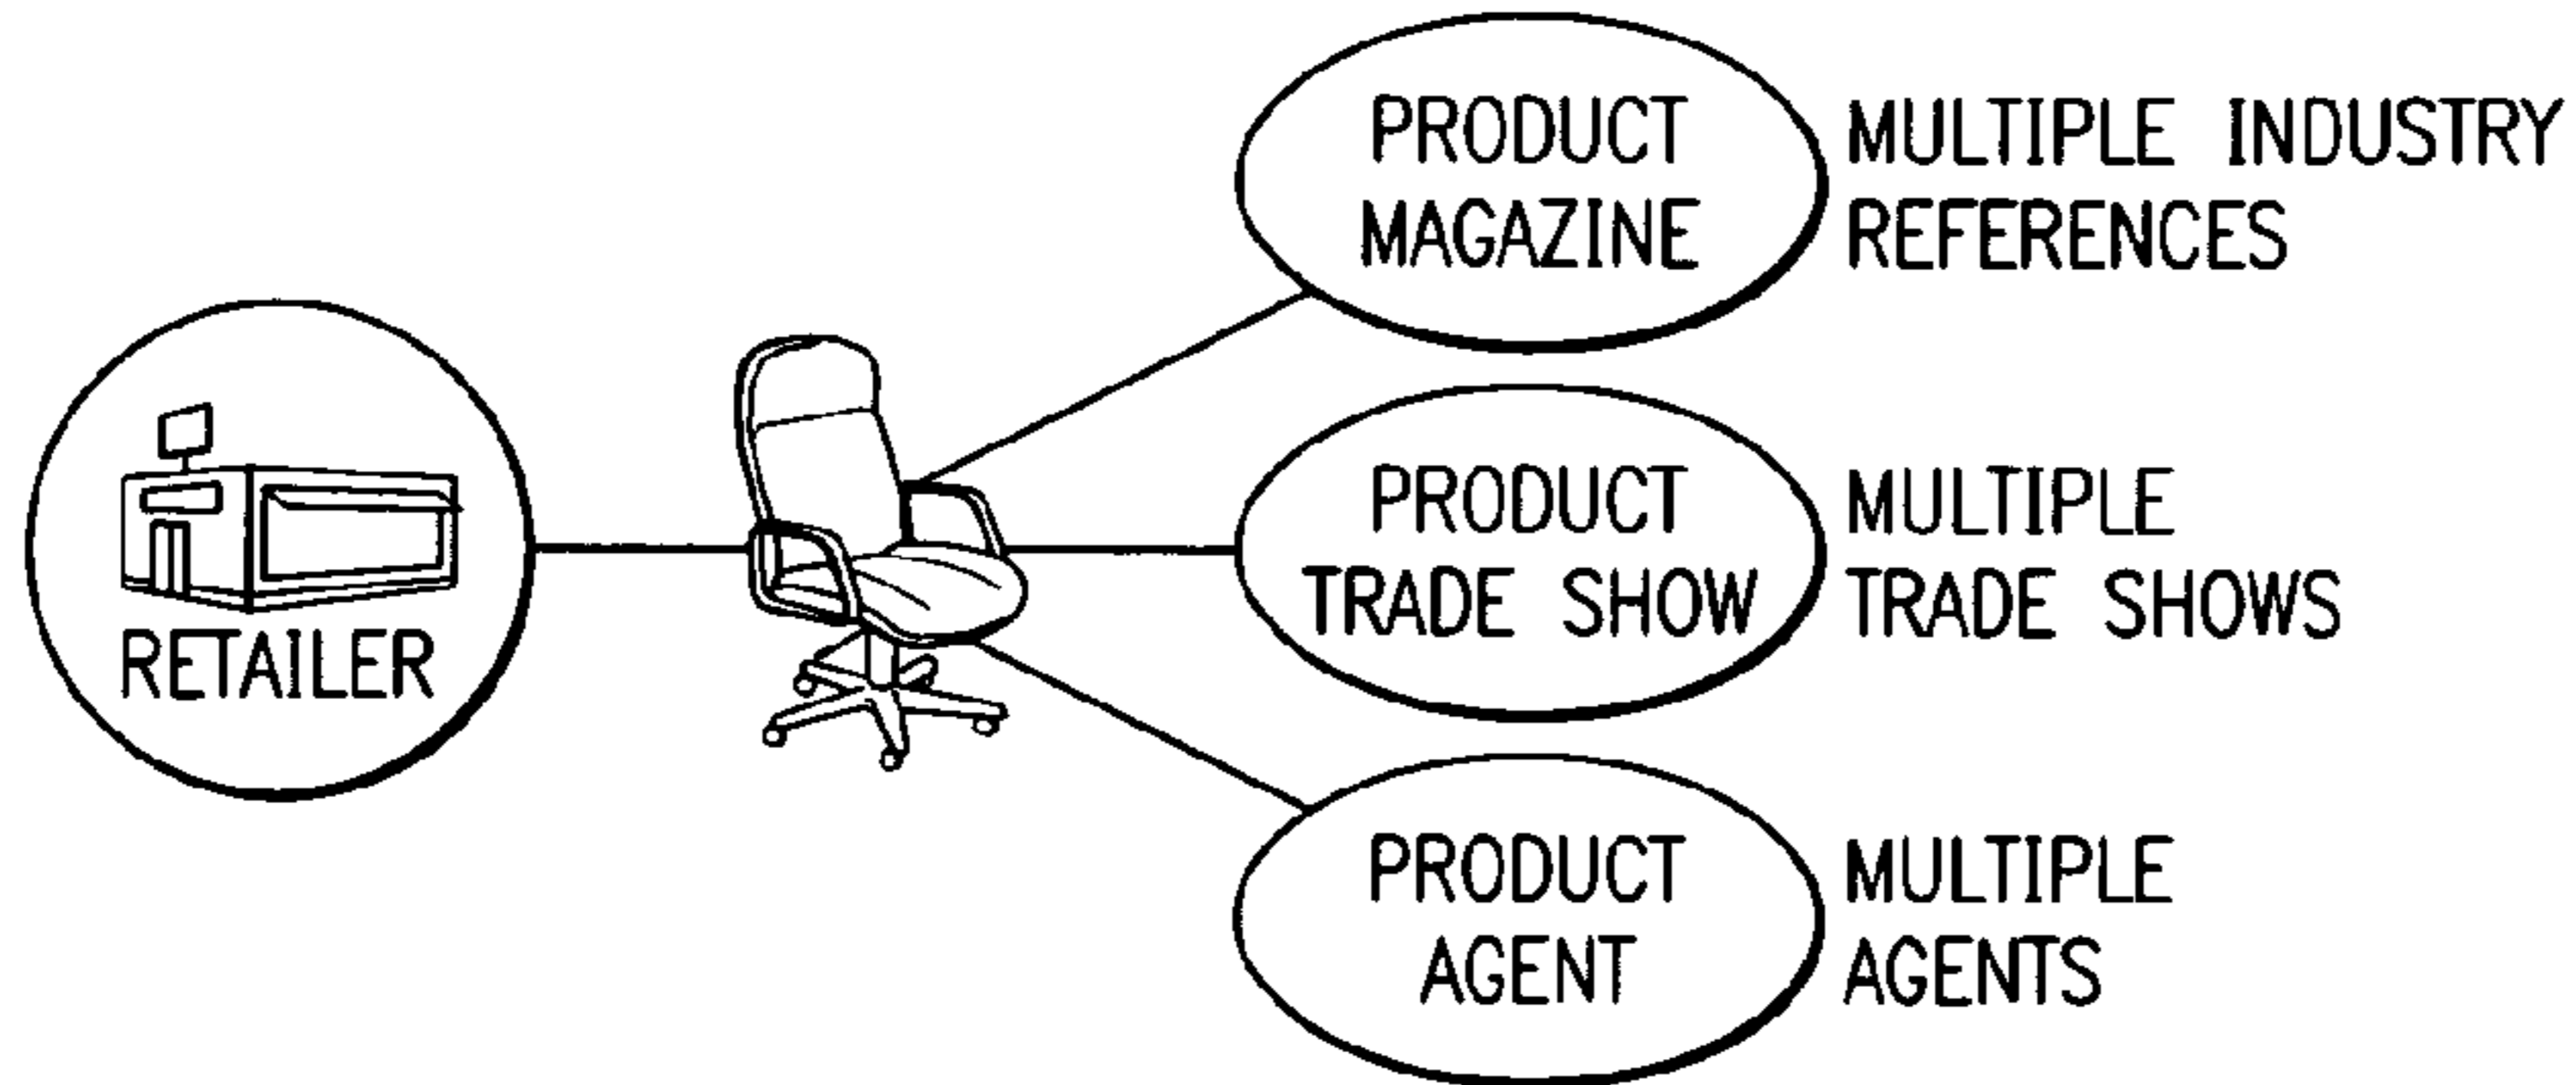 RETAILER
PRODUCT
MAGAZINE
MULTIPLE INDUSTRY
REFERENCES
PRODUCT
TRADE SHOW
MULTIPLE
TRADE SHOWS
PRODUCT
AGENT
MULTIPLE
AGENTS